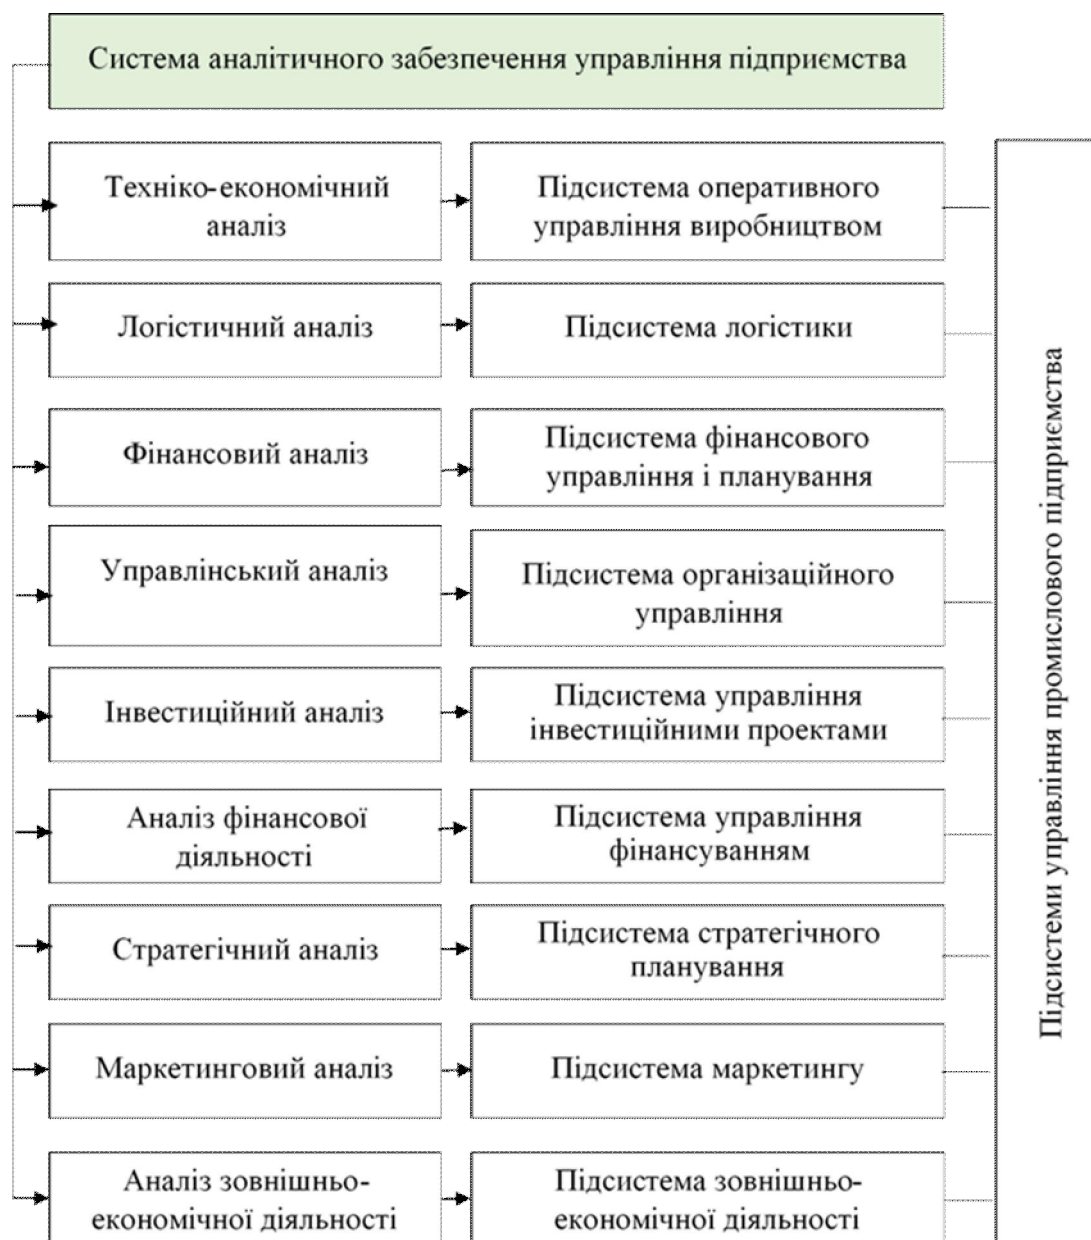 Система аналітичного забезпечення управління підприємства
Техніко-економічний
аналіз
Підсистема оперативного
управління виробництвом
Логістичний аналіз
Підсистема логістики
Фінансовий аналіз
Підсистема фінансового
управління і планування
Управлінський аналіз
Підсистема організаційного
управління
Інвестиційний аналіз
Підсистема управління
інвестиційними проектами
Аналіз фінансової
діяльності
Підсистема управління
фінансуванням
Стратегічний аналіз
Підсистема стратегічного
планування
Маркетинговий аналіз
Підсистема маркетингу
Аналіз зовнішньо-
економічної діяльності
Підсистема зовнішньо-
економічної діяльності
Підсистеми управління промислового підприємства